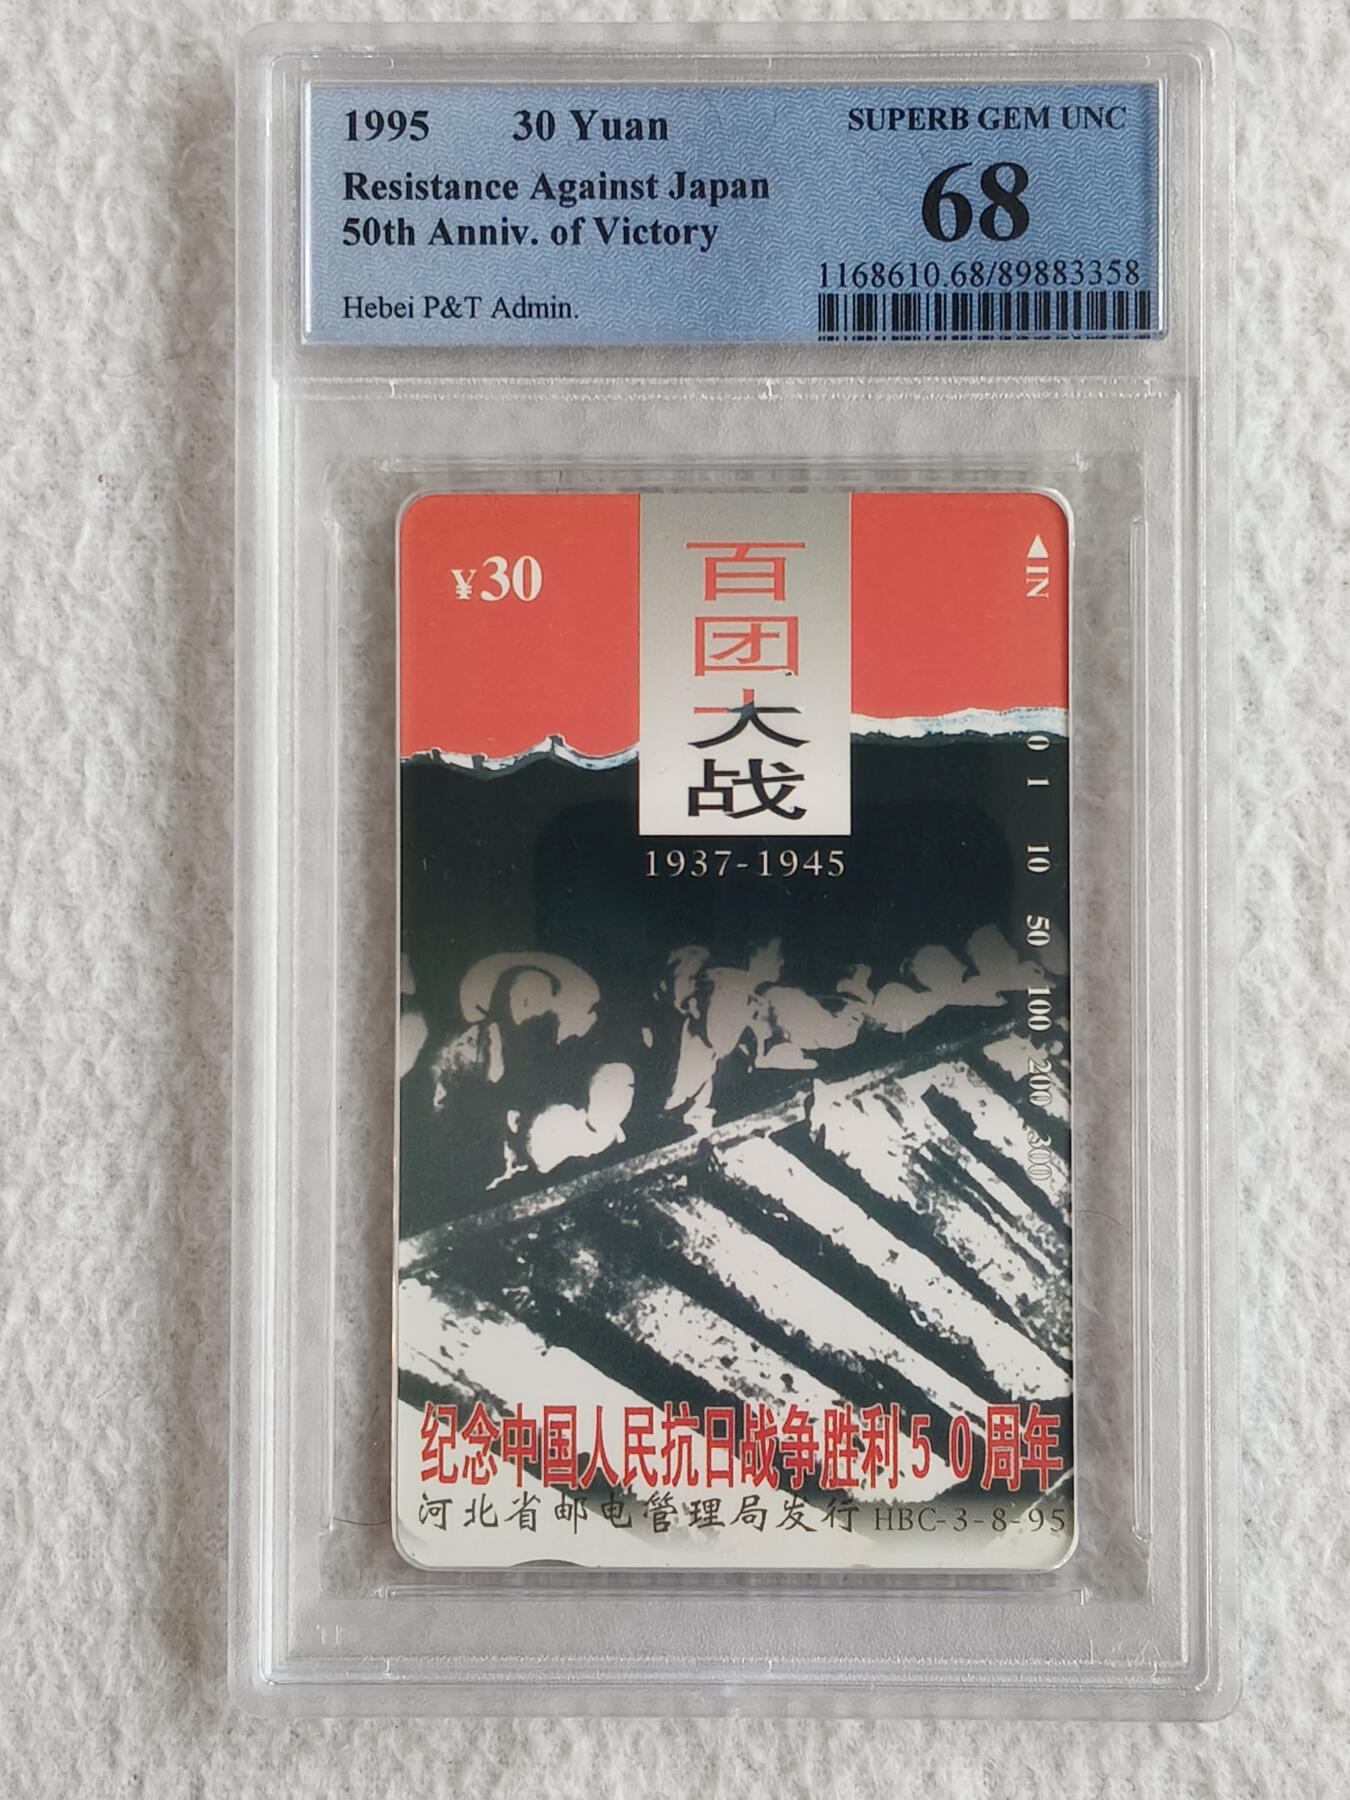 1995 30 Yuan
SUPERB GEM UNC
Resistance Against Japan
68
50th Anniv. of Victory
1168610.68/89883358
Hebei P&T Admin.
¥30
百团大战
◀IN
0 1 10 50 100 200 300
1937-1945
纪念中国人民抗日战争胜利50周年
河北省邮电管理局发行 HBC-3-8-95